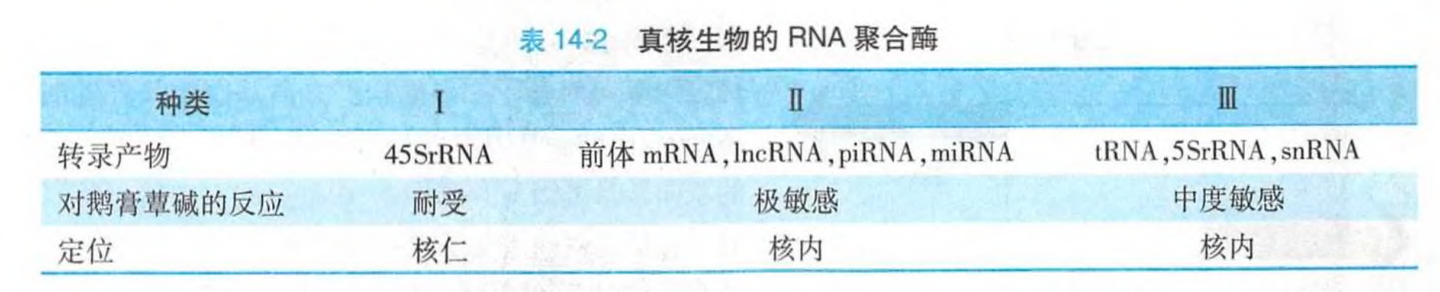 表 14-2 真核生物的 RNA 聚合酶
种类 Ⅰ Ⅱ Ⅲ
转录产物 45SrRNA 前体 mRNA,lncRNA,piRNA,miRNA tRNA,5SrRNA,snRNA
对鹅膏蕈碱的反应 耐受 极敏感 中度敏感
定位 核仁 核内 核内